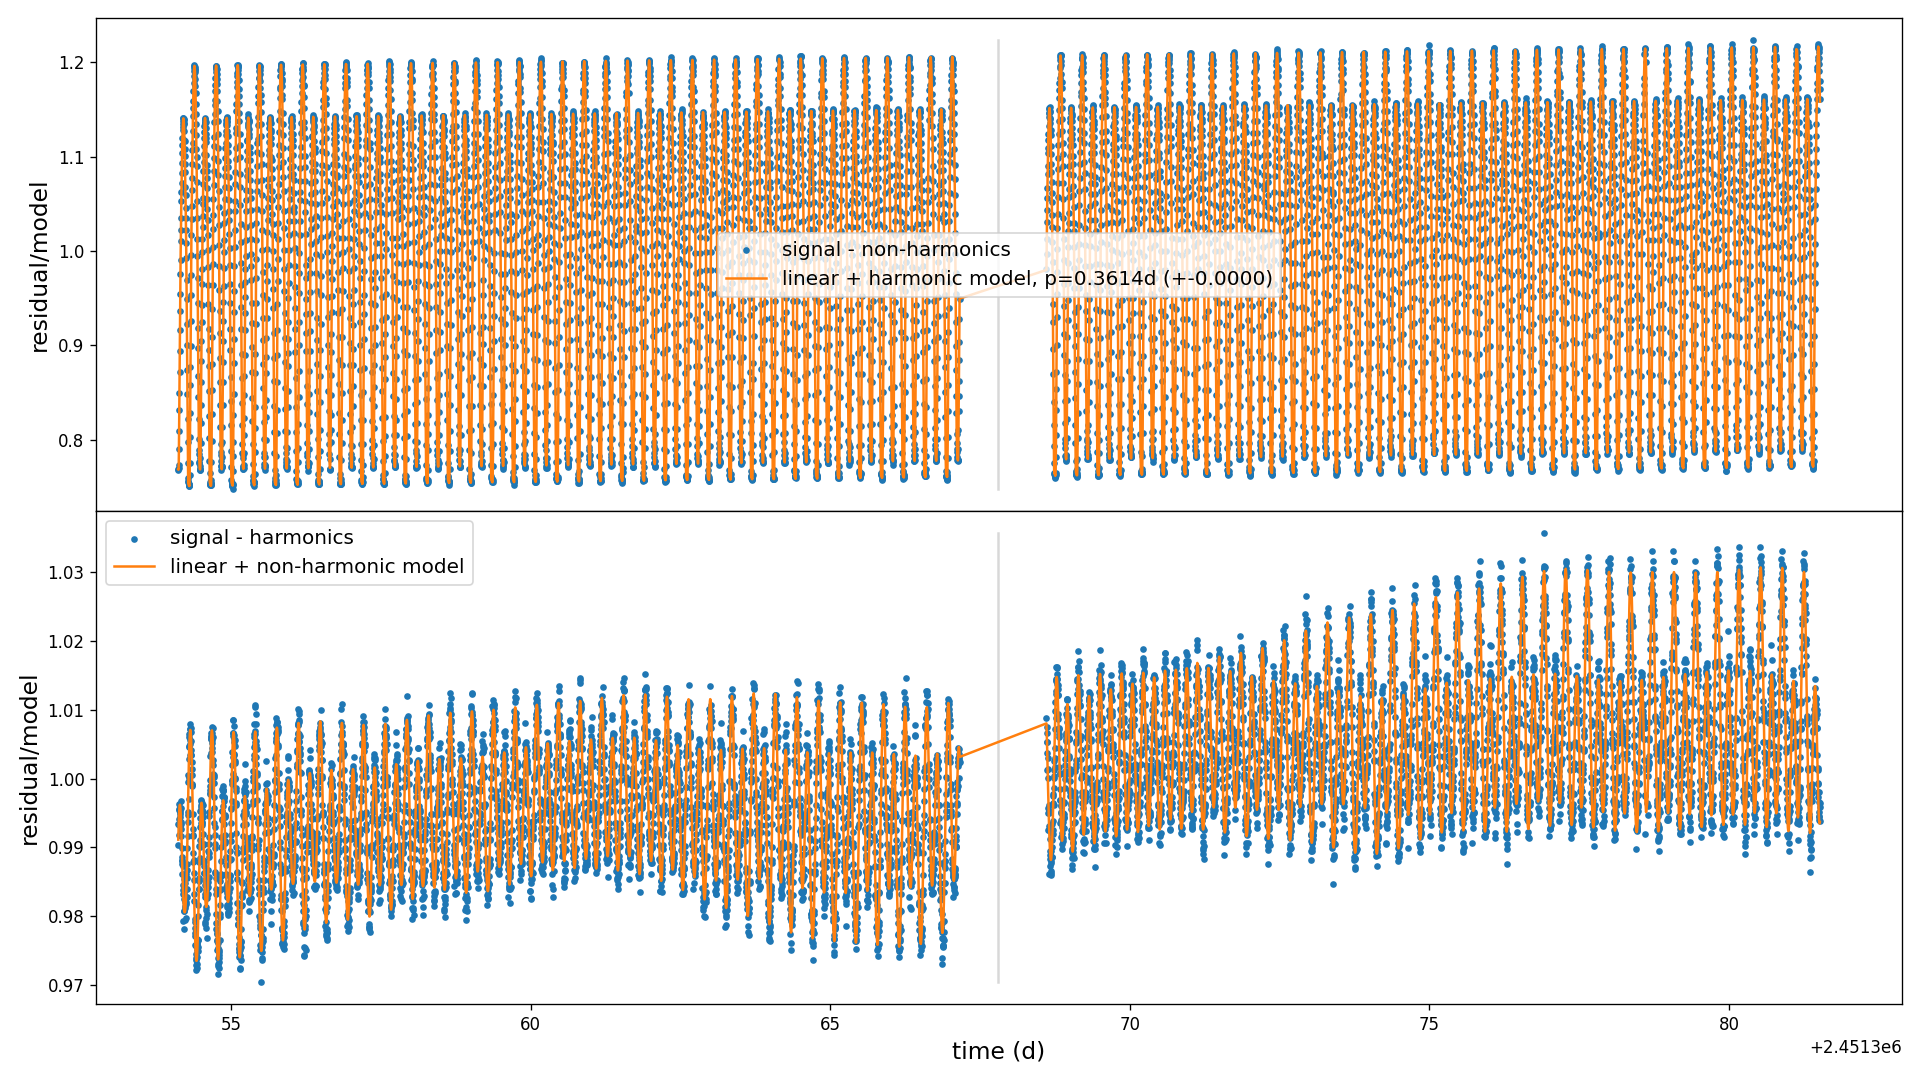 1.2
1.1
1.0
0.9
0.8
residual/model
signal - non-harmonics
linear + harmonic model, p=0.3614d (+-0.0000)
signal - harmonics
linear + non-harmonic model
1.03
1.02
1.01
1.00
0.99
0.98
0.97
residual/model
55 60 65 70 75 80
time (d)
+2.4513e6